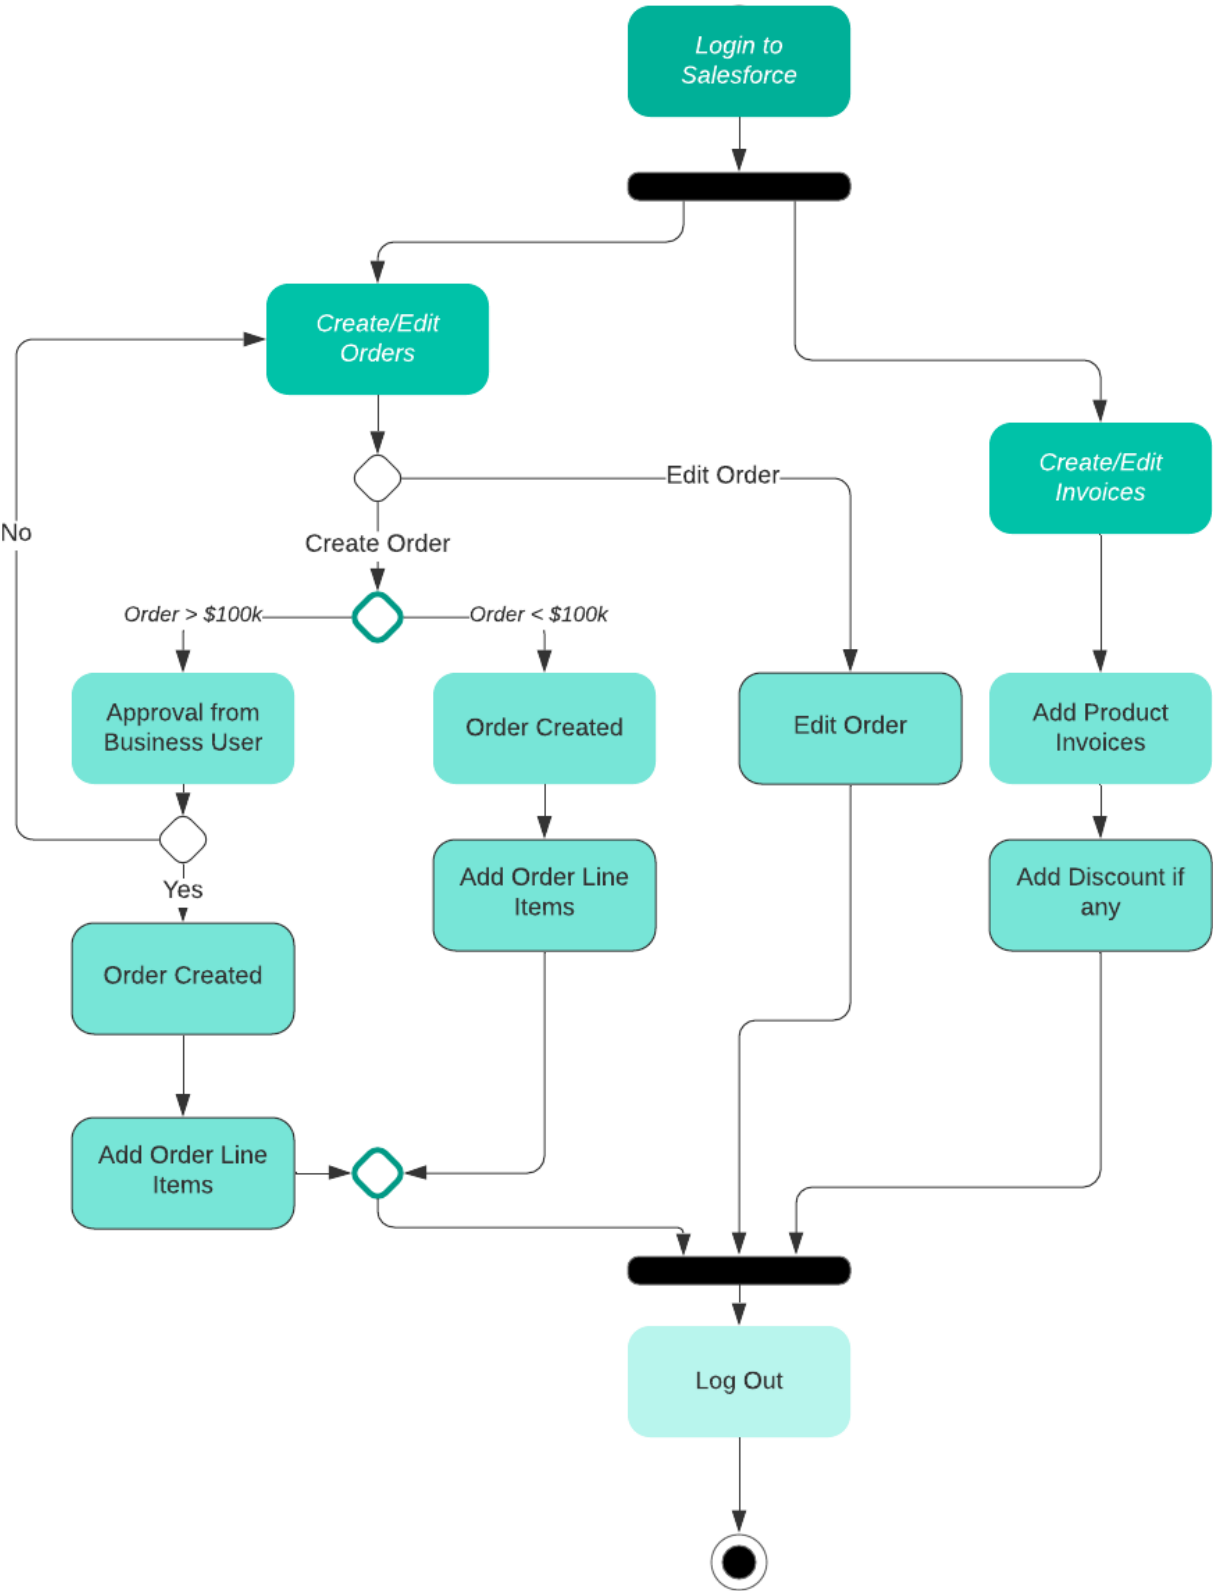 Login to
Salesforce
Create/Edit
Orders
Create/Edit
Invoices
Edit Order
No
Create Order
Order > $100k
Order < $100k
Approval from
Business User
Order Created
Edit Order
Add Product
Invoices
Yes
Add Order Line
Items
Add Discount if
any
Order Created
Add Order Line
Items
Log Out